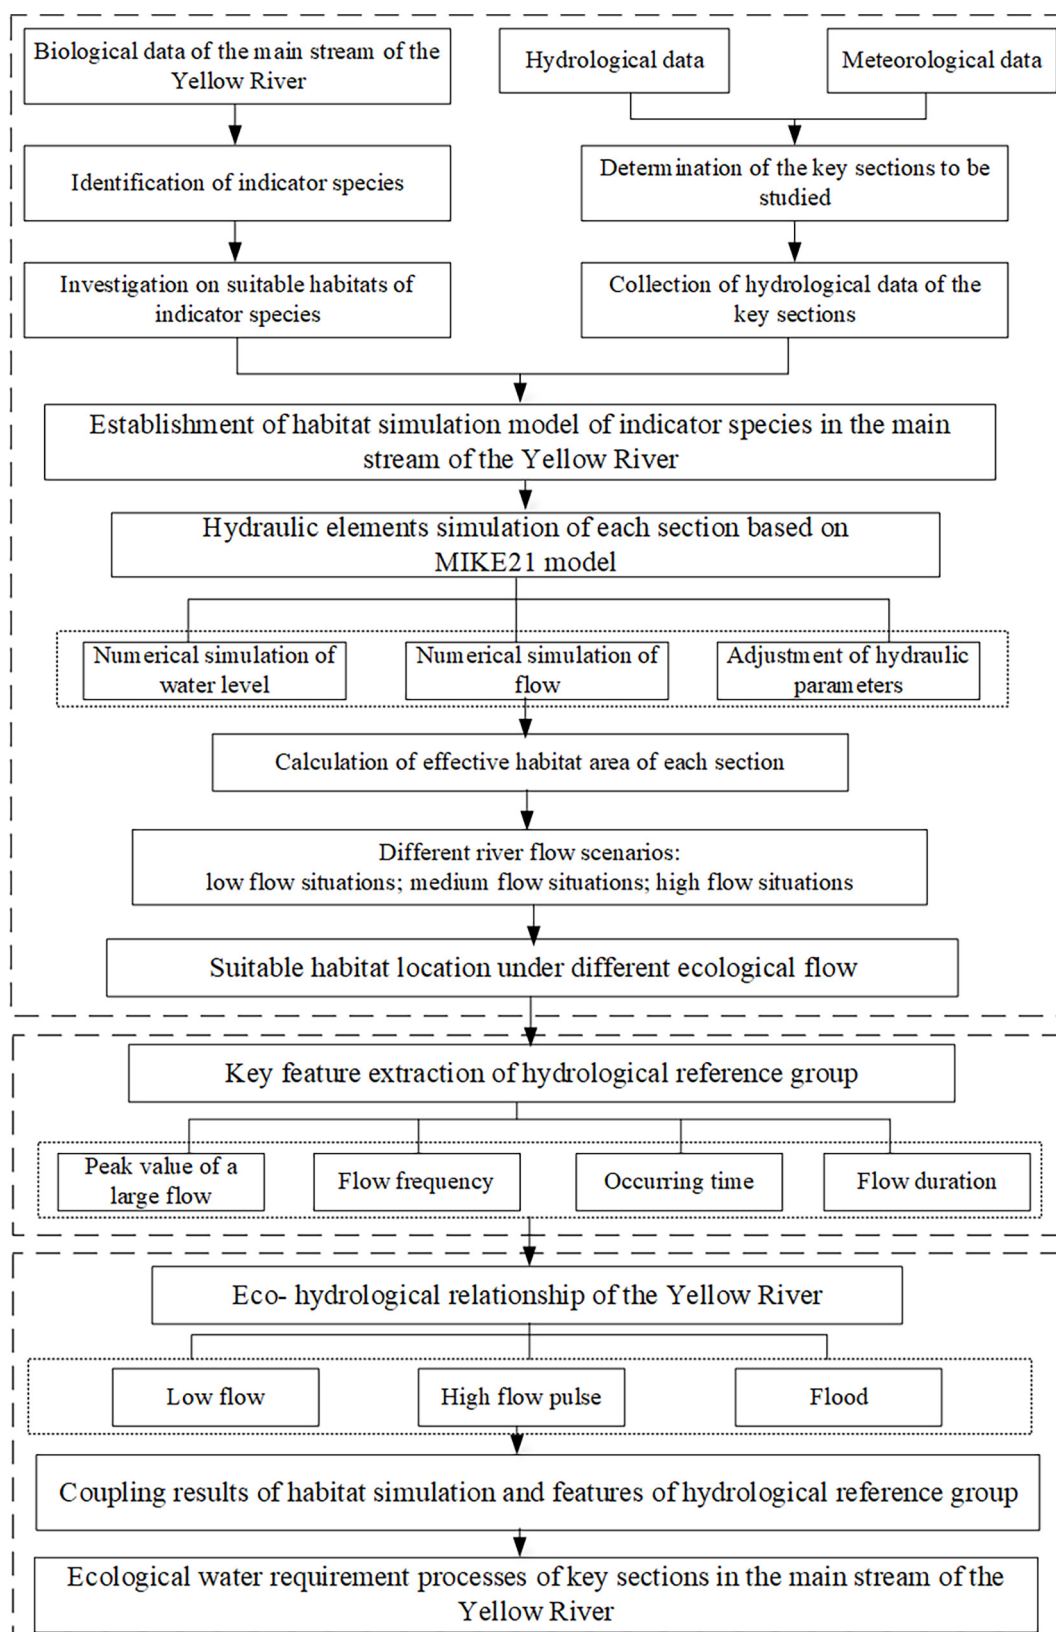 Biological data of the main stream of the
Yellow River
Hydrological data
Meteorological data
Identification of indicator species
Determination of the key sections to be
studied
Investigation on suitable habitats of
indicator species
Collection of hydrological data of the
key sections
Establishment of habitat simulation model of indicator species in the main
stream of the Yellow River
Hydraulic elements simulation of each section based on
MIKE21 model
Numerical simulation of
water level
Numerical simulation of
flow
Adjustment of hydraulic
parameters
Calculation of effective habitat area of each section
Different river flow scenarios:
low flow situations; medium flow situations; high flow situations
Suitable habitat location under different ecological flow
Key feature extraction of hydrological reference group
Peak value of a
large flow
Flow frequency
Occurring time
Flow duration
Eco- hydrological relationship of the Yellow River
Low flow
High flow pulse
Flood
Coupling results of habitat simulation and features of hydrological reference group
Ecological water requirement processes of key sections in the main stream of the
Yellow River